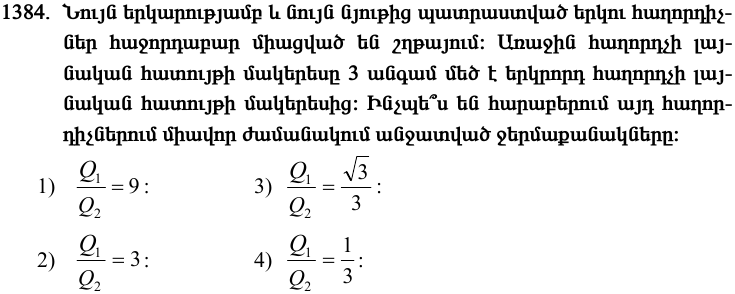 1384. Նույն երկարությամբ և նույն նյութից պատրաստված երկու հաղորդիչ-
ներ հաջորդաբար միացված են շղթայում: Առաջին հաղորդչի լայ-
նական հատույթի մակերեսը 3 անգամ մեծ է երկրորդ հաղորդչի լայ-
նական հատույթի մակերեսից: Ինչպե՞ս են հարաբերում այդ հաղոր-
դիչներում միավոր ժամանակում անջատված ջերմաքանակները:
1) Q₁/Q₂ = 9 : 3) Q₁/Q₂ = √3/3 :
2) Q₁/Q₂ = 3 : 4) Q₁/Q₂ = 1/3 :